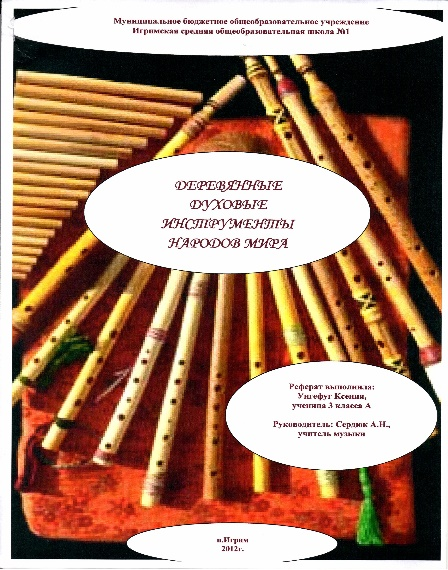 Муниципальное бюджетное общеобразовательное учреждение
Игримская средняя общеобразовательная школа №1
ДЕРЕВЯННЫЕ
ДУХОВЫЕ
ИНСТРУМЕНТЫ
НАРОДОВ МИРА
Реферат выполнила:
Унгефуг Ксения,
ученица 3 класса А
Руководитель: Сердюк А.Н.,
учитель музыки
п.Игрим
2012г.